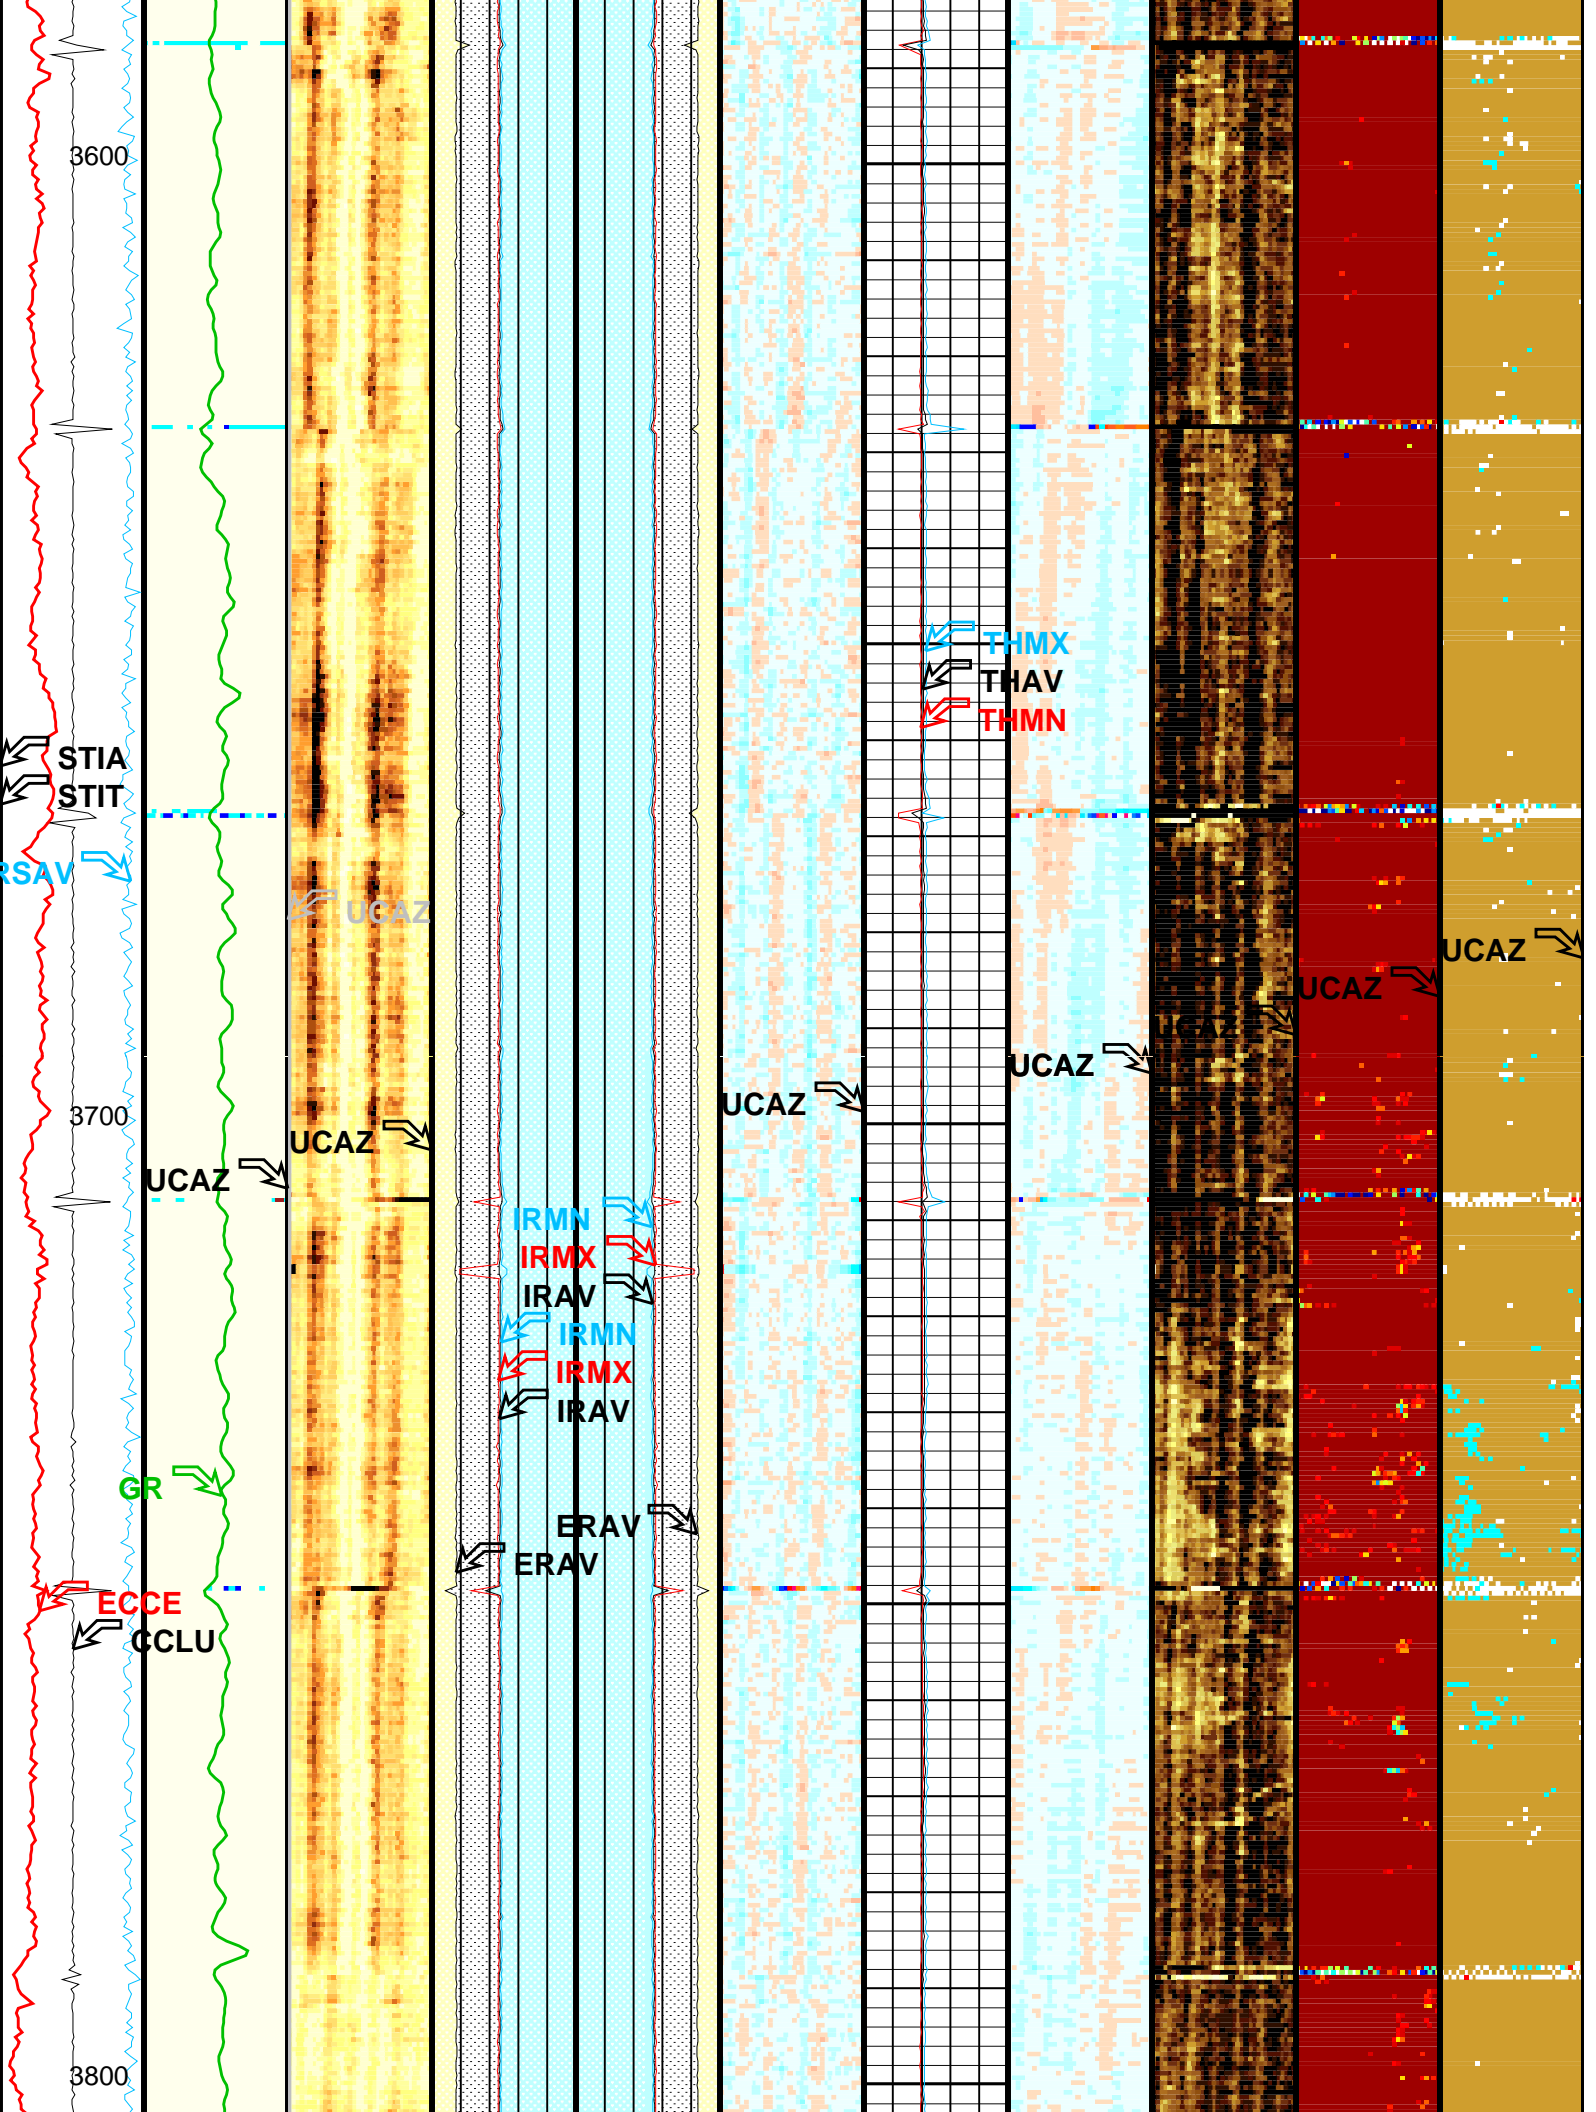 3600
THMX
THAV
THMN
STIA
STIT
RSAV
UCAZ
UCAZ
UCAZ
UCAZ
UCAZ
UCAZ
3700
UCAZ
UCAZ
IRMN
IRMX
IRAV
IRMN
IRMX
IRAV
GR
ERAV
ERAV
ECCE
CCLU
3800